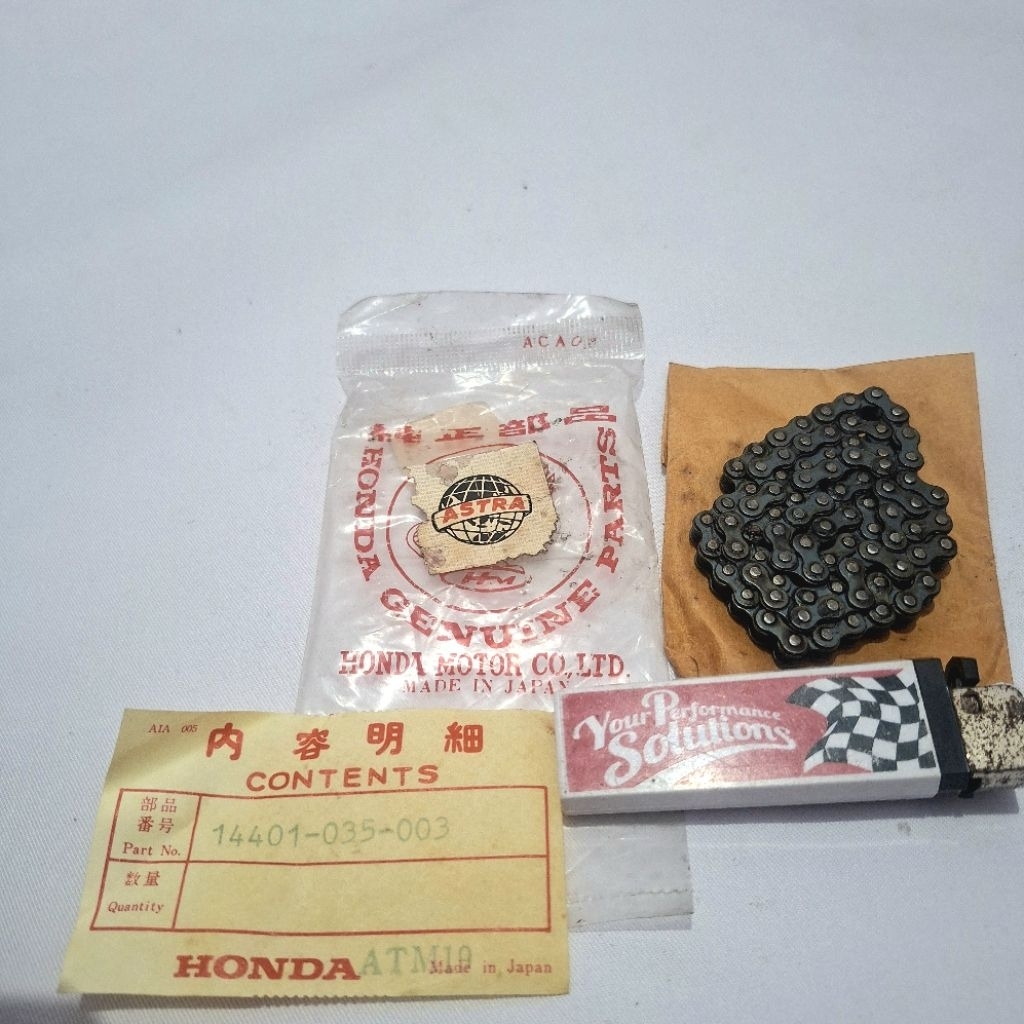 ACA
純正部品
HONDA GENUINE PARTS
ASTRA
HM
HONDA MOTOR CO.,LTD.
MADE IN JAPAN
Your Performance
Solutions
AIA 005
内容明細
CONTENTS
部品
番号
Part No.
14401-035-003
数量
Quantity
HONDA
ATM10
Made in Japan